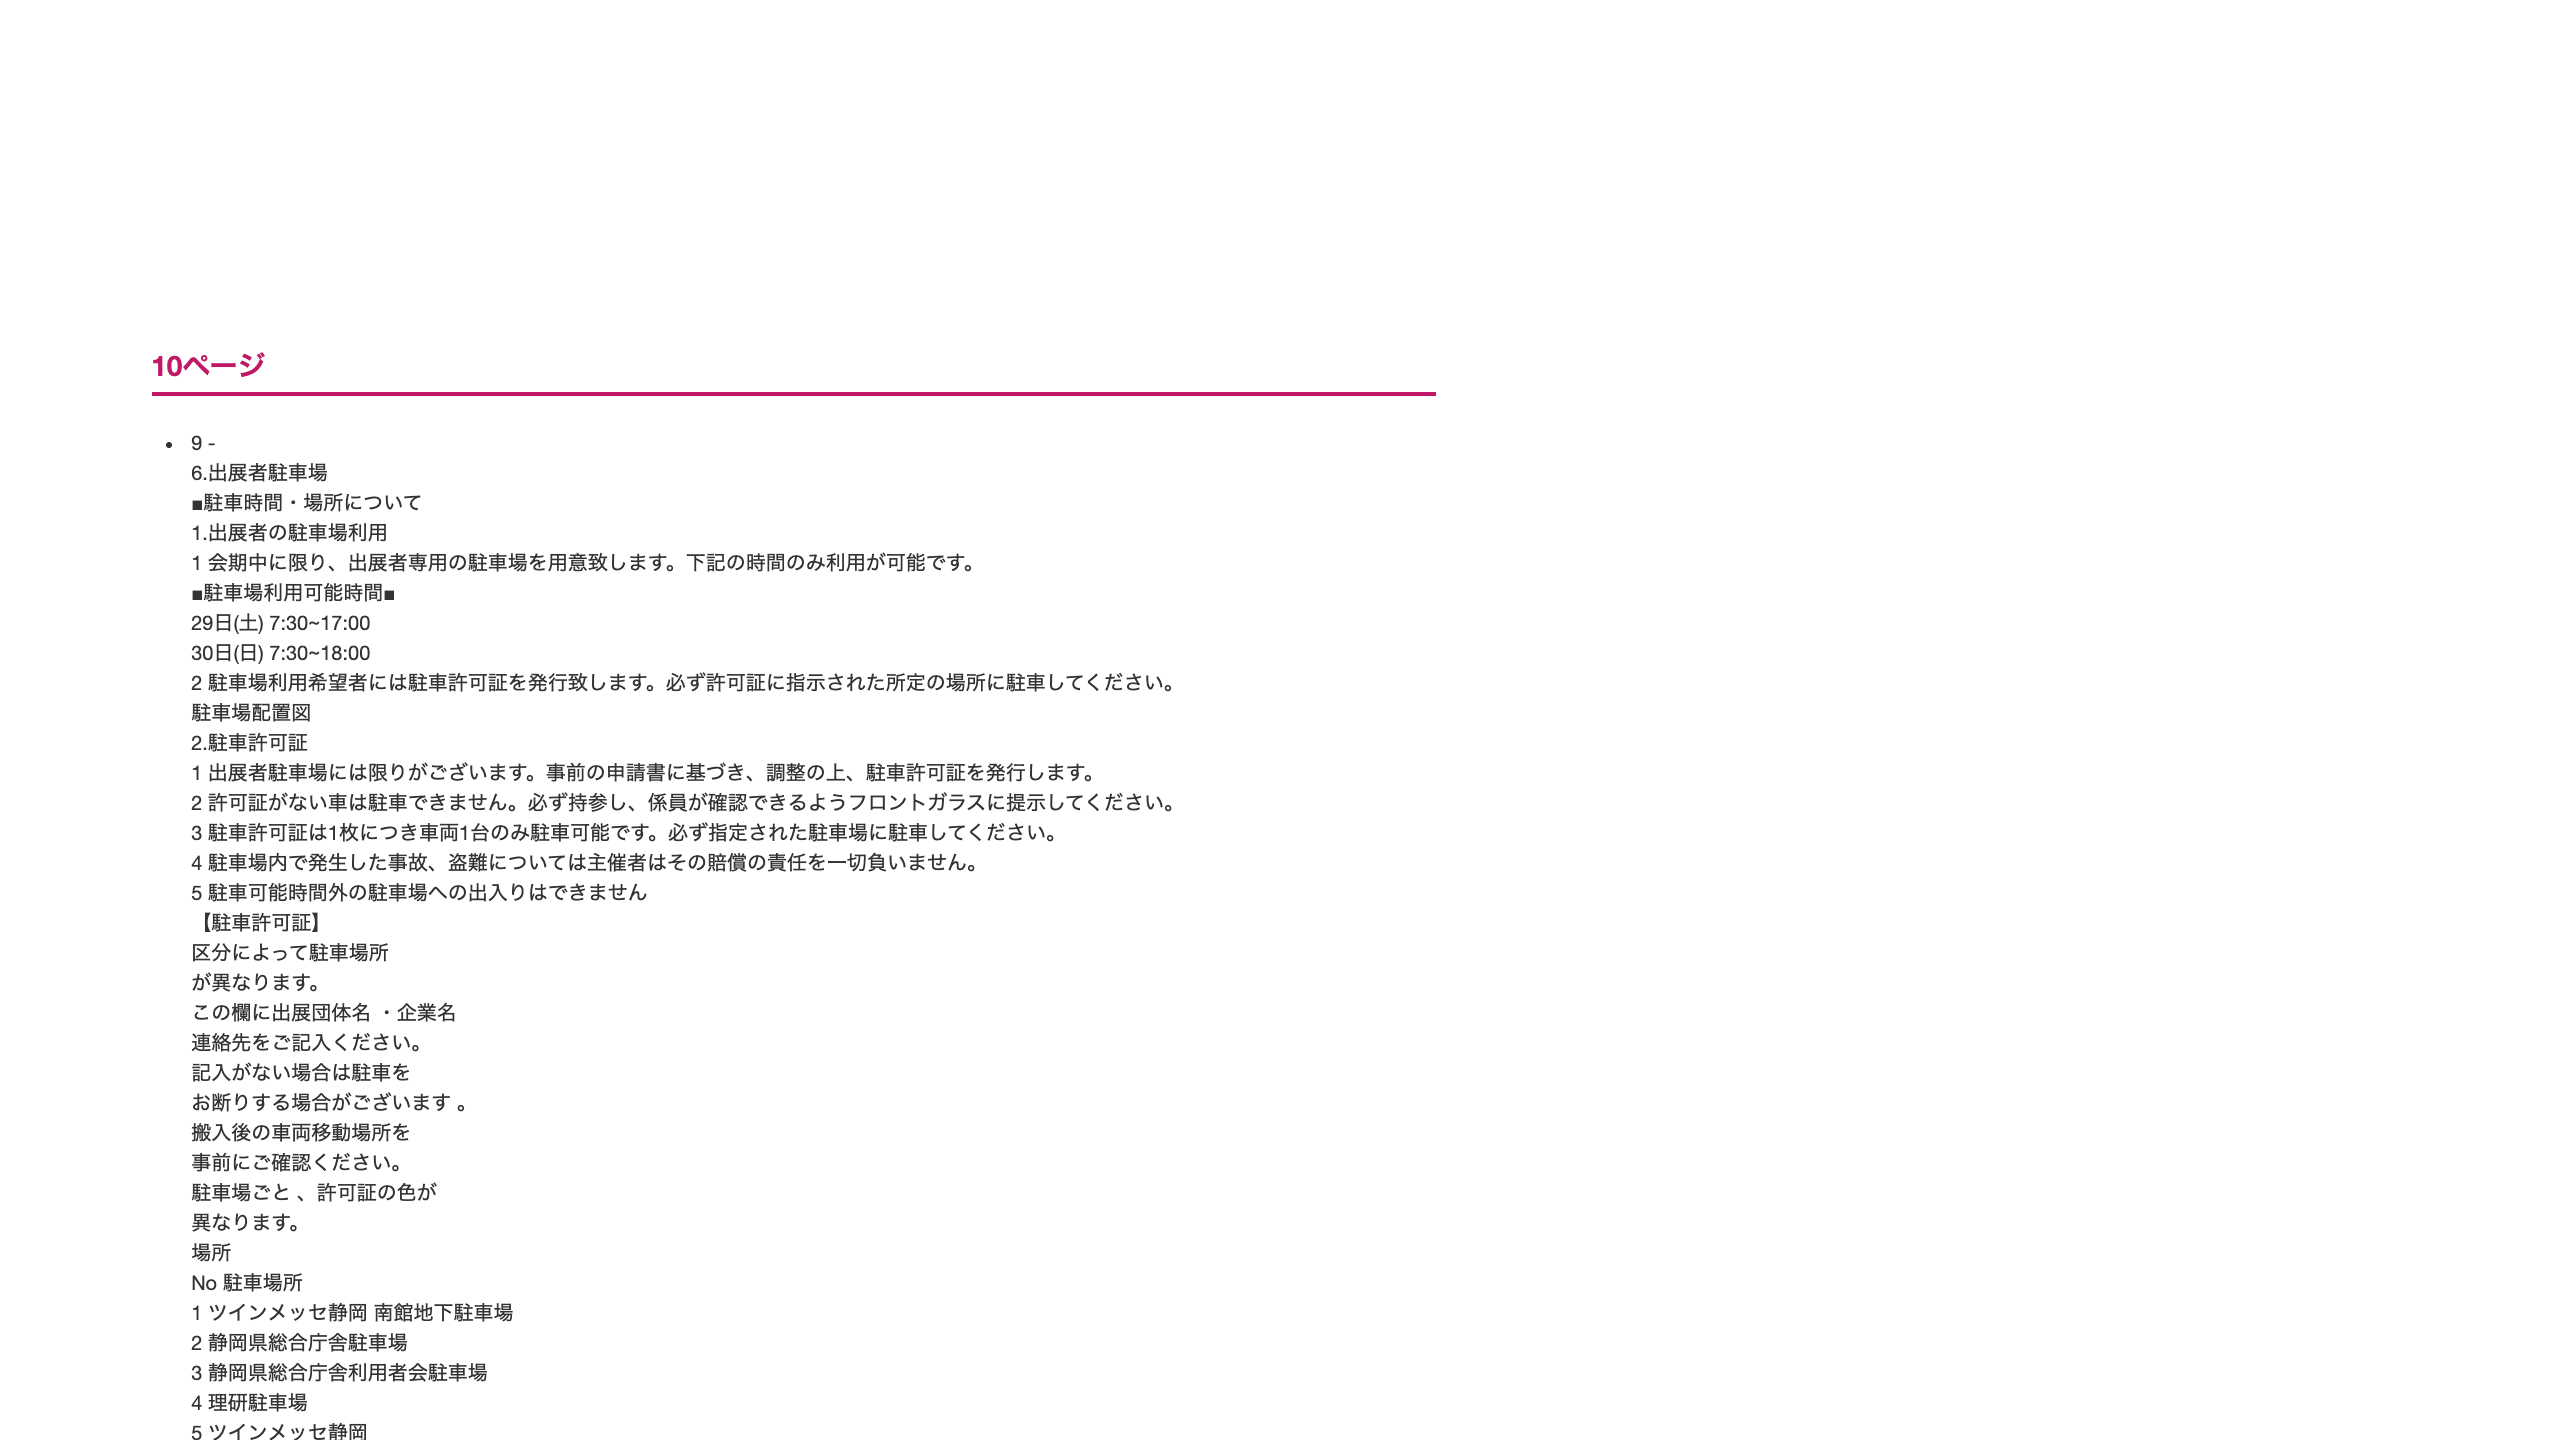 10ページ
• 9 -
6.出展者駐車場
■駐車時間・場所について
1.出展者の駐車場利用
1 会期中に限り、出展者専用の駐車場を用意致します。下記の時間のみ利用が可能です。
■駐車場利用可能時間■
29日(土) 7:30~17:00
30日(日) 7:30~18:00
2 駐車場利用希望者には駐車許可証を発行致します。必ず許可証に指示された所定の場所に駐車してください。
駐車場配置図
2.駐車許可証
1 出展者駐車場には限りがございます。事前の申請書に基づき、調整の上、駐車許可証を発行します。
2 許可証がない車は駐車できません。必ず持参し、係員が確認できるようフロントガラスに提示してください。
3 駐車許可証は1枚につき車両1台のみ駐車可能です。必ず指定された駐車場に駐車してください。
4 駐車場内で発生した事故、盗難については主催者はその賠償の責任を一切負いません。
5 駐車可能時間外の駐車場への出入りはできません
【駐車許可証】
区分によって駐車場所
が異なります。
この欄に出展団体名 ・企業名
連絡先をご記入ください。
記入がない場合は駐車を
お断りする場合がございます 。
搬入後の車両移動場所を
事前にご確認ください。
駐車場ごと 、許可証の色が
異なります。
場所
No 駐車場所
1 ツインメッセ静岡 南館地下駐車場
2 静岡県総合庁舎駐車場
3 静岡県総合庁舎利用者会駐車場
4 理研駐車場
5 ツインメッセ静岡